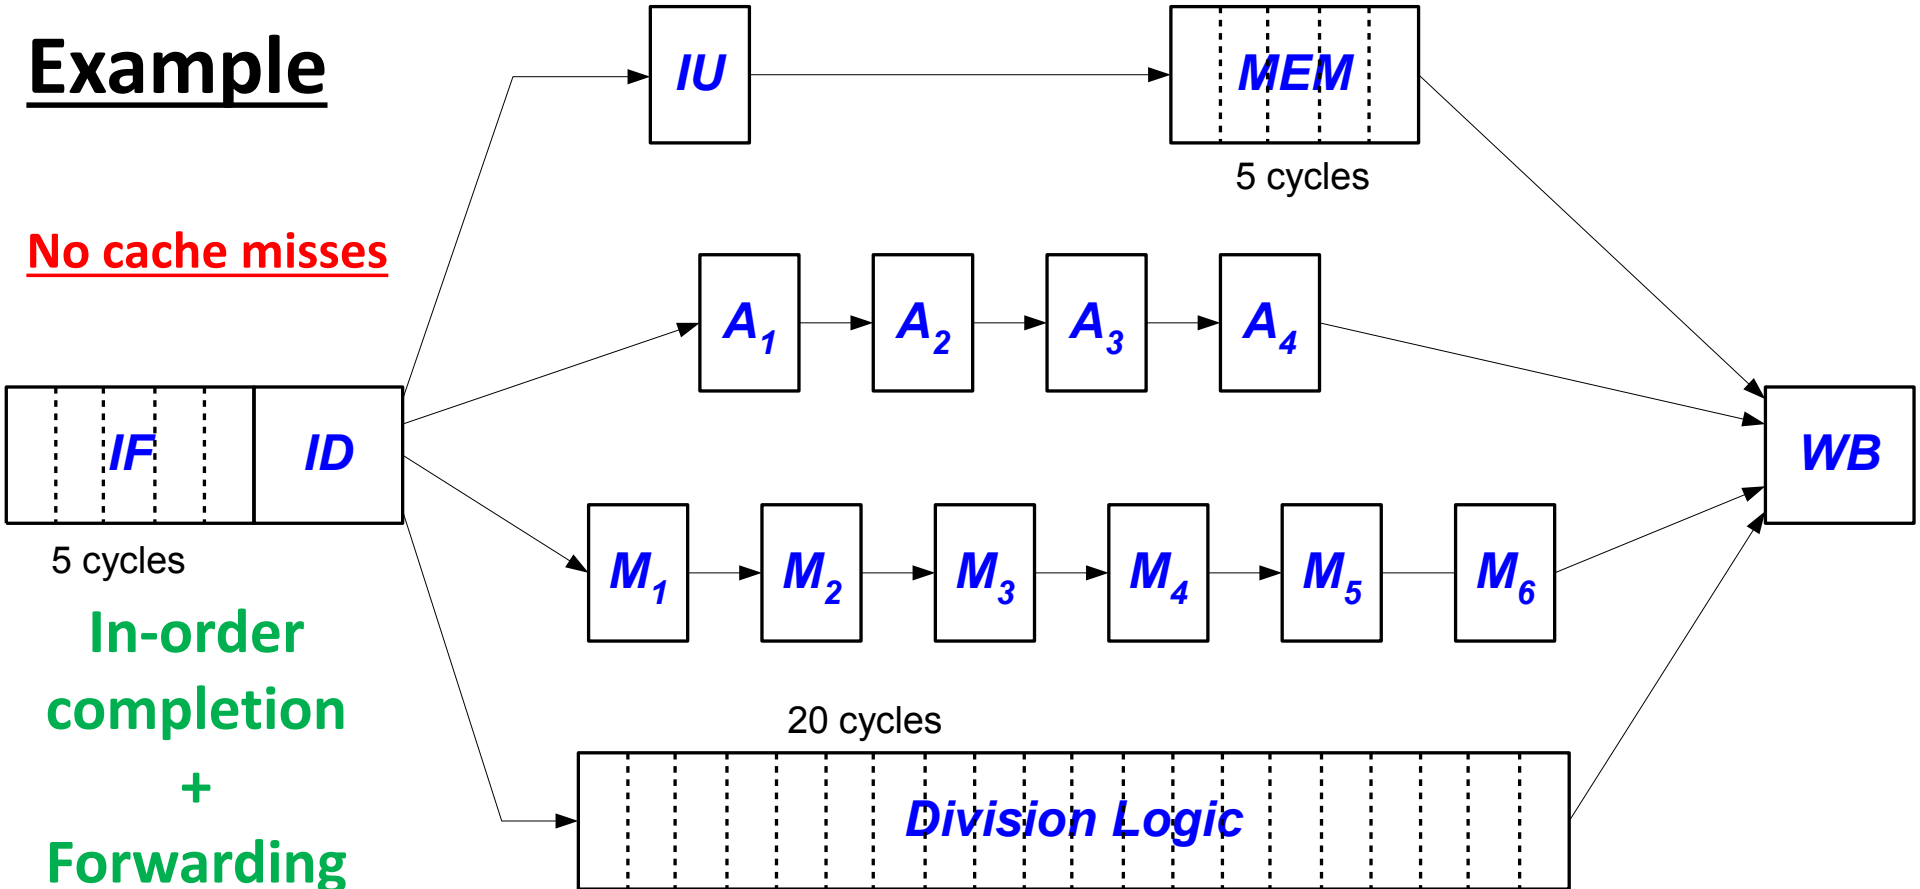 Example
No cache misses
IU
MEM
5 cycles
A1
A2
A3
A4
IF
ID
WB
5 cycles
M1
M2
M3
M4
M5
M6
In-order
completion
+
Forwarding
20 cycles
Division Logic